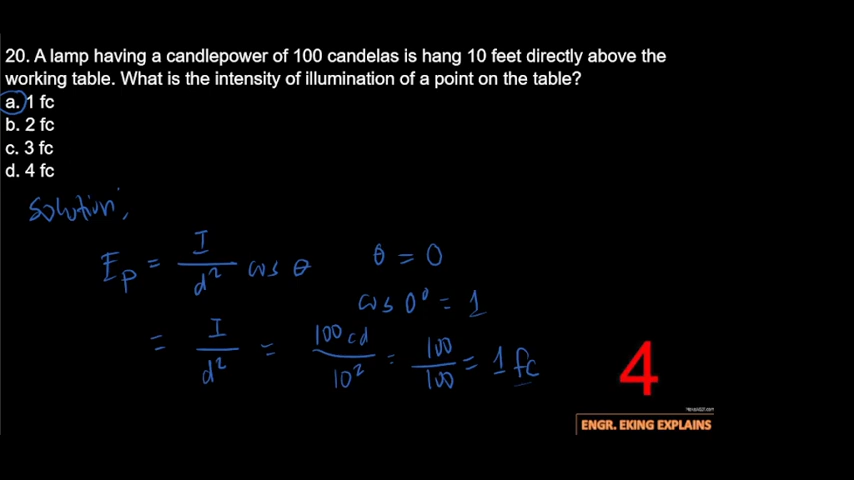 20. A lamp having a candlepower of 100 candelas is hang 10 feet directly above the
working table. What is the intensity of illumination of a point on the table?
a. 1 fc
b. 2 fc
c. 3 fc
d. 4 fc
Solution;
Ep = I / d² cos θ    θ = 0
cos 0° = 1
= I / d² = 100 cd / 10² = 100 / 100 = 1 fc
4
ENGR. EKING EXPLAINS